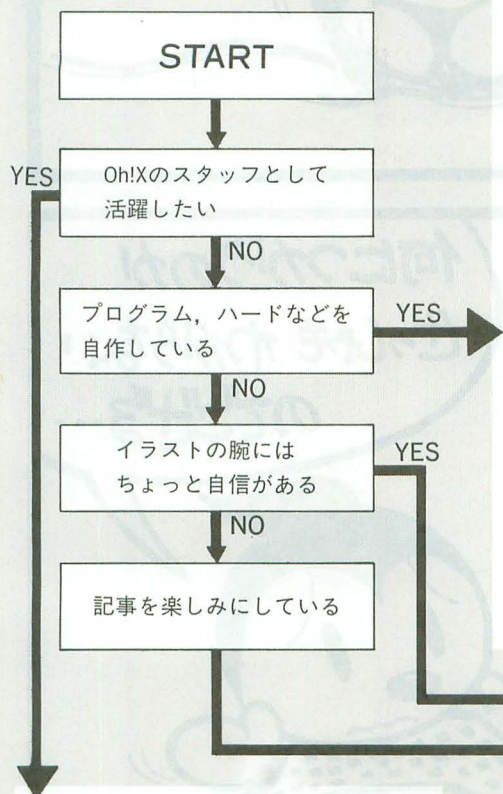 START
YES
Oh!Xのスタッフとして
活躍したい
NO
プログラム，ハードなどを
自作している
YES
NO
イラストの腕には
ちょっと自信がある
YES
NO
記事を楽しみにしている